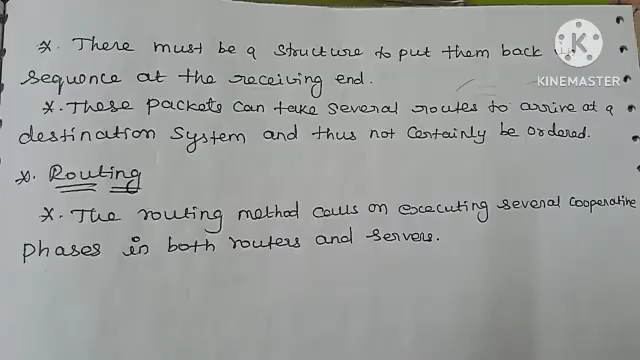 *. There must be a structure to put them back in
sequence at the receiving end.
*. These packets can take several routes to arrive at a
destination system and thus not certainly be ordered.
*. Routing
*. The routing method calls on executing several cooperative
phases in both routers and servers.
KINEMASTER